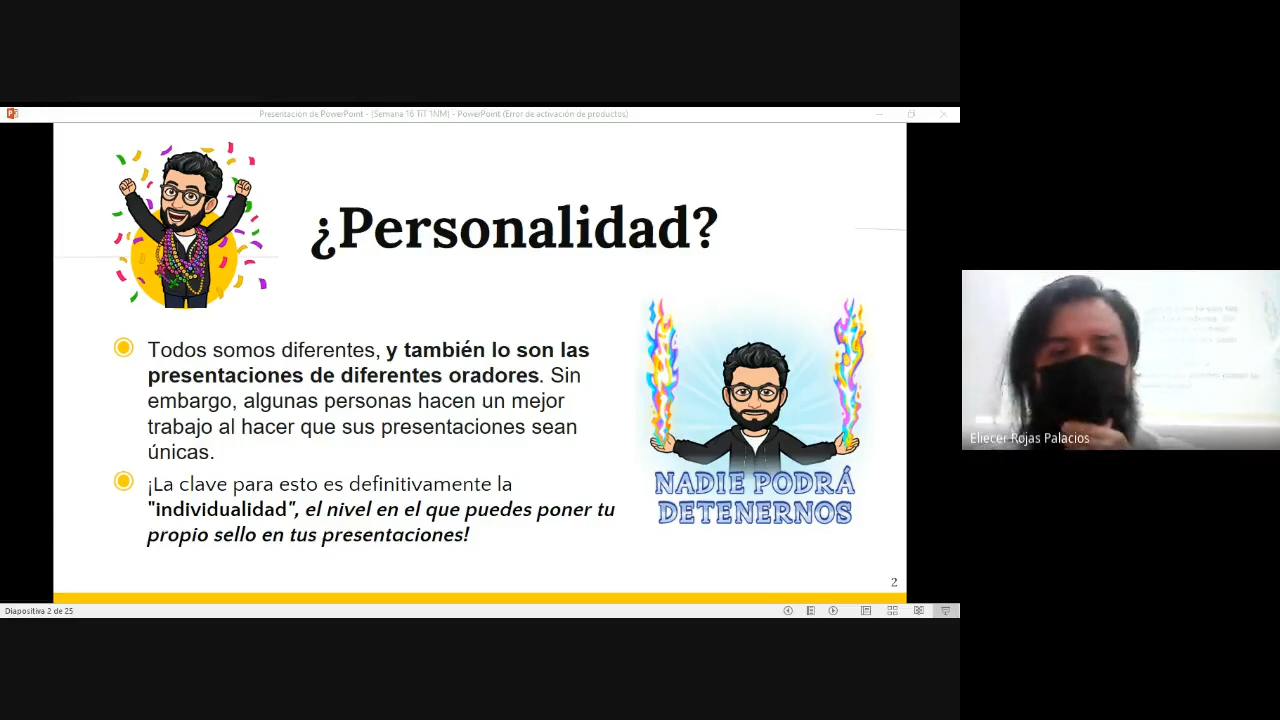 Presentación de PowerPoint - [Semana 16 TiT 1NM] - PowerPoint (Error de activación de productos)
¿Personalidad?
Todos somos diferentes, y también lo son las
presentaciones de diferentes oradores. Sin
embargo, algunas personas hacen un mejor
trabajo al hacer que sus presentaciones sean
únicas.
¡La clave para esto es definitivamente la
"individualidad", el nivel en el que puedes poner tu
propio sello en tus presentaciones!
NADIE PODRÁ
DETENERNOS
2
Diapositiva 2 de 25
Eliecer Rojas Palacios